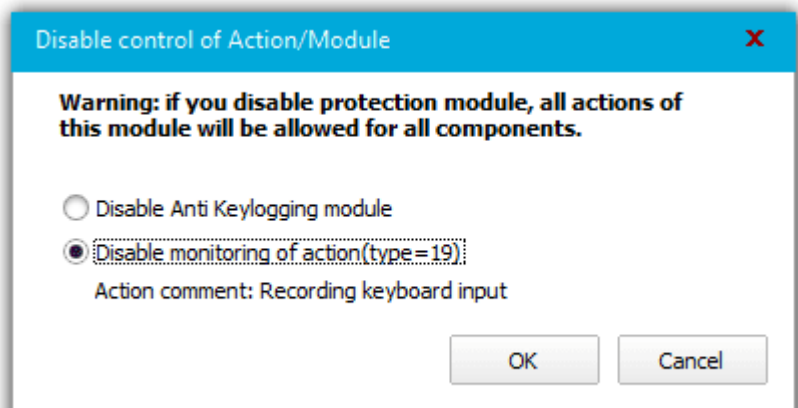 Disable control of Action/Module
x
Warning: if you disable protection module, all actions of
this module will be allowed for all components.
Disable Anti Keylogging module
Disable monitoring of action(type=19)
Action comment: Recording keyboard input
OK Cancel